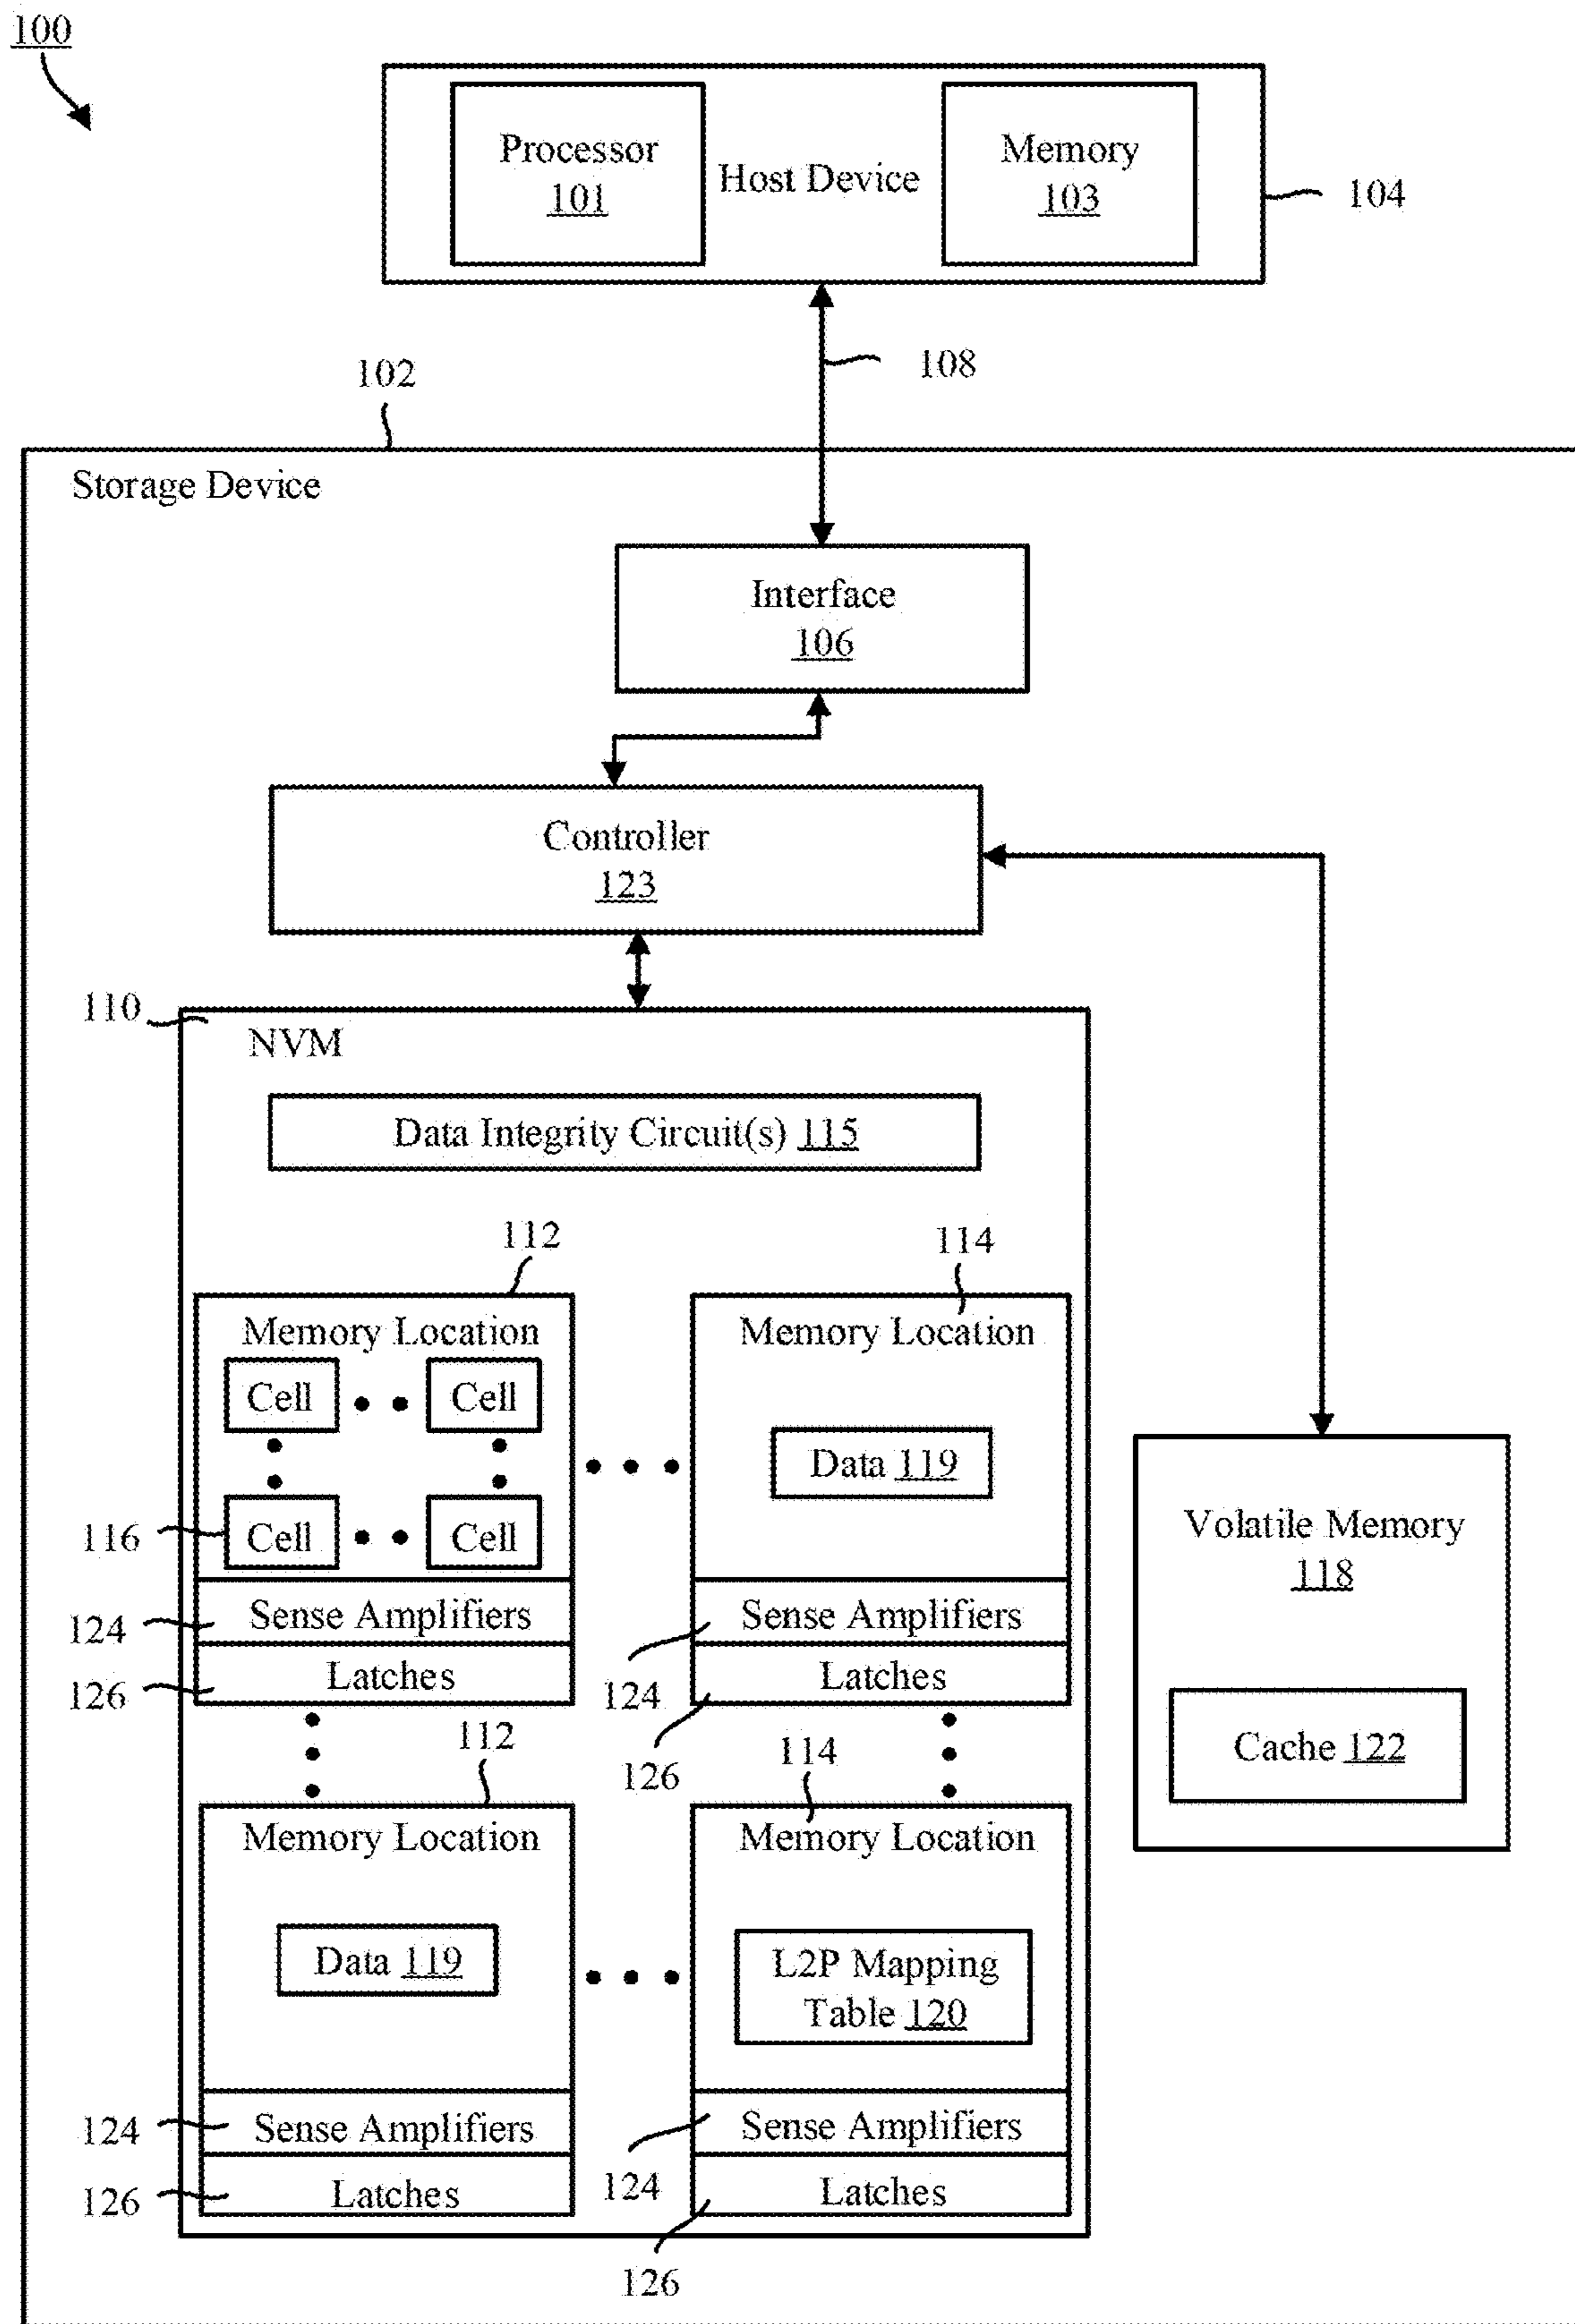 100
Processor
101
Host Device
Memory
103
104
108
102
Storage Device
Interface
106
Controller
123
110
NVM
Data Integrity Circuit(s) 115
112
114
Memory Location
Memory Location
Cell
Cell
Data 119
116
Cell
Cell
124
Sense Amplifiers
Sense Amplifiers
126
Latches
124
Latches
126
Volatile Memory
118
Cache 122
112
114
Memory Location
Memory Location
Data 119
L2P Mapping
Table 120
124
Sense Amplifiers
Sense Amplifiers
124
126
Latches
Latches
126